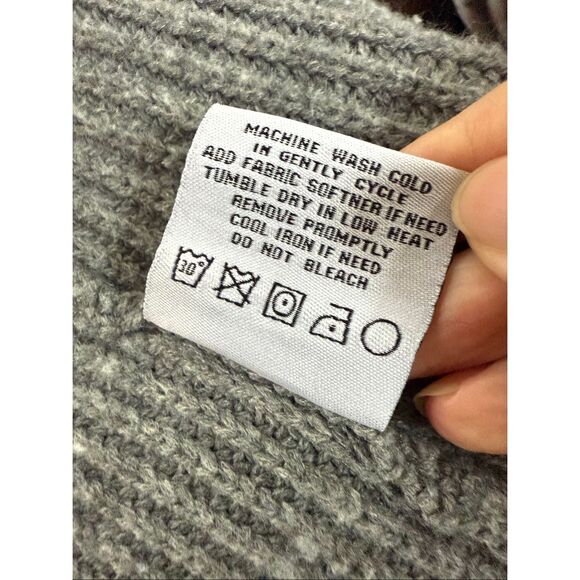 MACHINE WASH COLD
IN GENTLY CYCLE
ADD FABRIC SOFTNER IF NEED
TUMBLE DRY IN LOW HEAT
REMOVE PROMPTLY
COOL IRON IF NEED
DO NOT BLEACH
30°